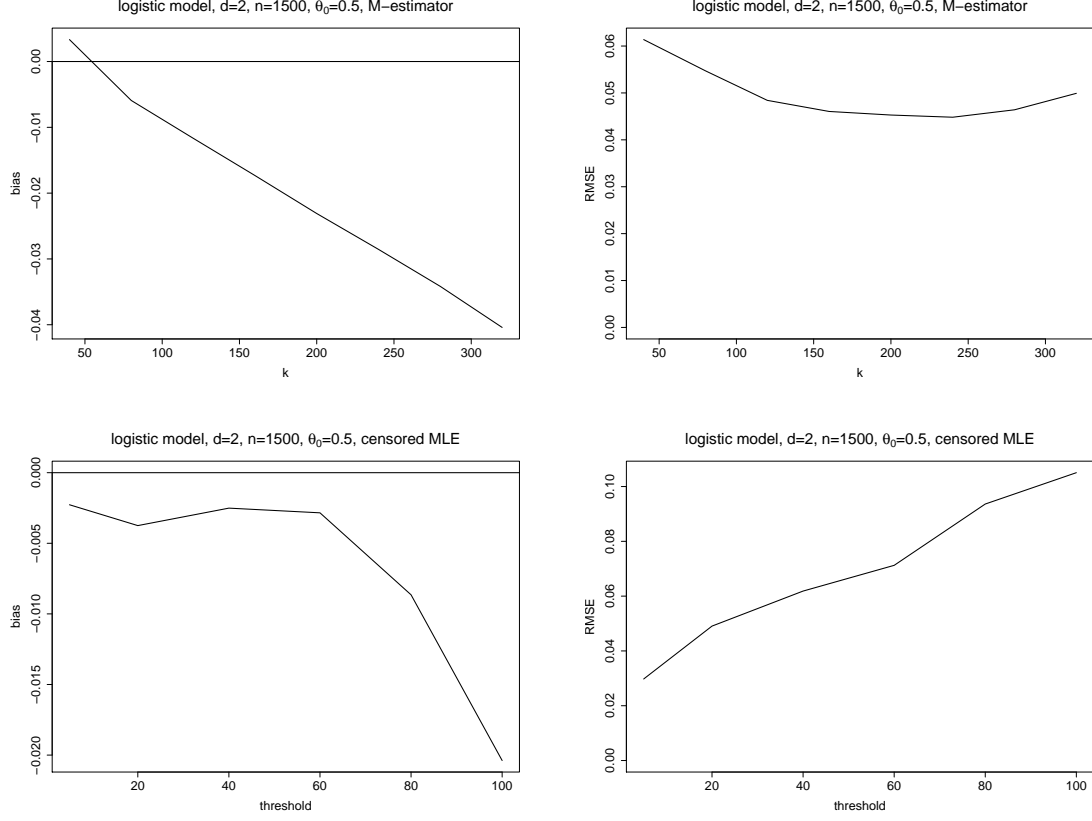 logistic model, d=2, n=1500, θ0=0.5, M−estimator
bias
0.00
−0.01
−0.02
−0.03
−0.04
50 100 150 200 250 300
k
logistic model, d=2, n=1500, θ0=0.5, M−estimator
RMSE
0.06
0.05
0.04
0.03
0.02
0.01
0.00
50 100 150 200 250 300
k
logistic model, d=2, n=1500, θ0=0.5, censored MLE
bias
0.000
−0.005
−0.010
−0.015
−0.020
20 40 60 80 100
threshold
logistic model, d=2, n=1500, θ0=0.5, censored MLE
RMSE
0.10
0.08
0.06
0.04
0.02
0.00
20 40 60 80 100
threshold